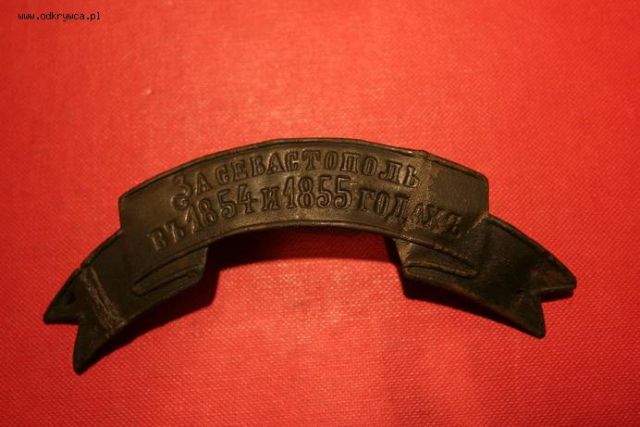 www.odkrywca.pl
ЗА СЕВАСТОПОЛЬ
ВЪ 1854 И 1855 ГОДАХЪ